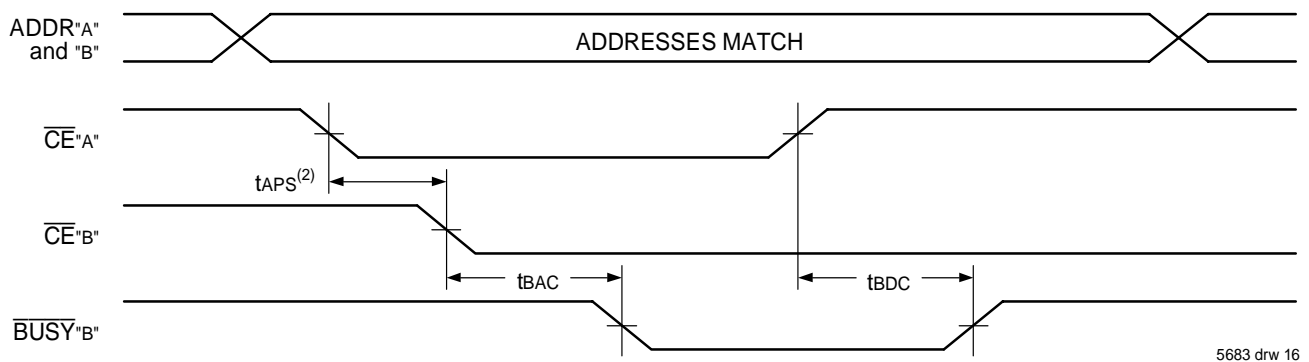 ADDR"A"
and "B"
ADDRESSES MATCH
CE"A"
tAPS(2)
CE"B"
tBAC
tBDC
BUSY"B"
5683 drw 16